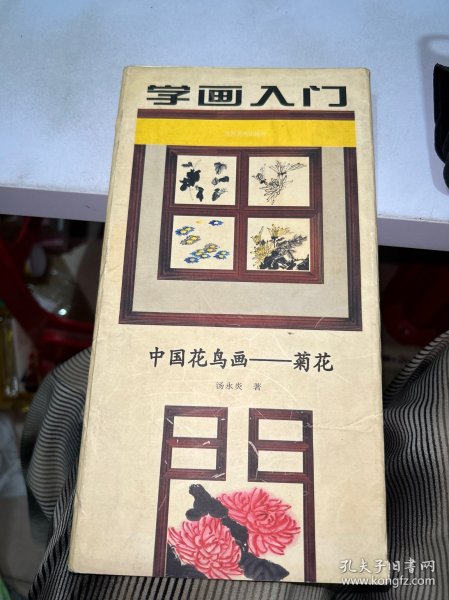 学画入门
中国花鸟画——菊花
汤永炎 著
孔夫子旧书网
www.kongfz.com